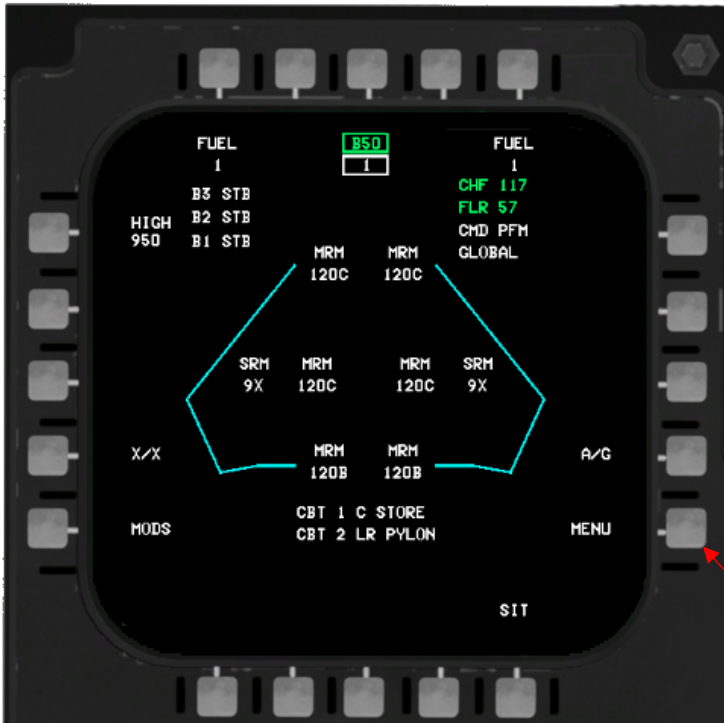 FUEL B50 FUEL
1 1 1
B3 STB CHF 117
HIGH B2 STB FLR 57
950 B1 STB CMD PFM
GLOBAL
MRM MRM
120C 120C
SRM MRM MRM SRM
9X 120C 120C 9X
X/X MRM MRM A/G
120B 120B
CBT 1 C STORE
MODS CBT 2 LR PYLON MENU
SIT